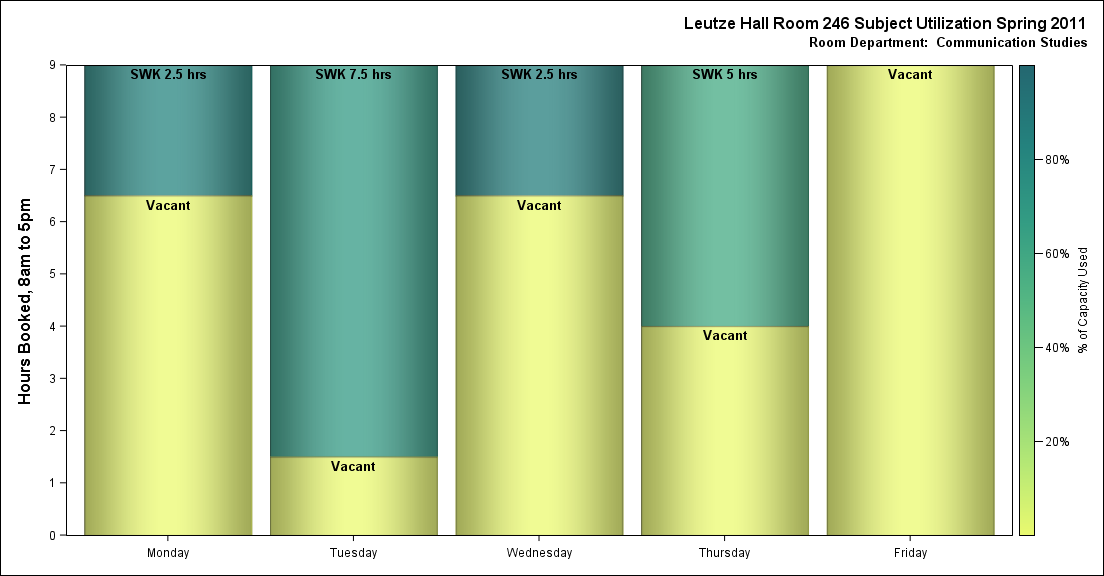 Leutze Hall Room 246 Subject Utilization Spring 2011
Room Department:  Communication Studies
Hours Booked, 8am to 5pm
9
8
7
6
5
4
3
2
1
0
SWK 2.5 hrs
SWK 7.5 hrs
SWK 2.5 hrs
SWK 5 hrs
Vacant
Vacant
Vacant
Vacant
Vacant
Monday
Tuesday
Wednesday
Thursday
Friday
80%
60%
40%
20%
% of Capacity Used